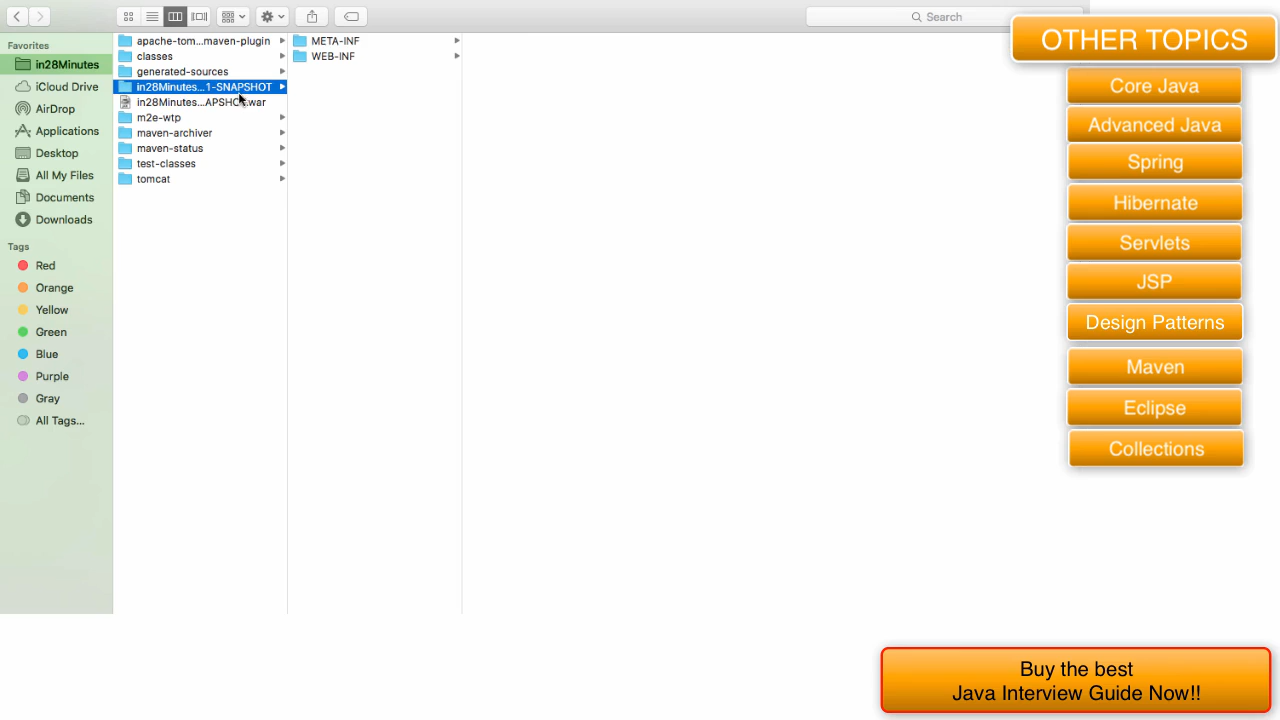 Search
Favorites
in28Minutes
iCloud Drive
AirDrop
Applications
Desktop
All My Files
Documents
Downloads
Tags
Red
Orange
Yellow
Green
Blue
Purple
Gray
All Tags...
apache-tom...maven-plugin
classes
generated-sources
in28Minutes...1-SNAPSHOT
in28Minutes...APSHOT.war
m2e-wtp
maven-archiver
maven-status
test-classes
tomcat
META-INF
WEB-INF
OTHER TOPICS
Core Java
Advanced Java
Spring
Hibernate
Servlets
JSP
Design Patterns
Maven
Eclipse
Collections
Buy the best
Java Interview Guide Now!!